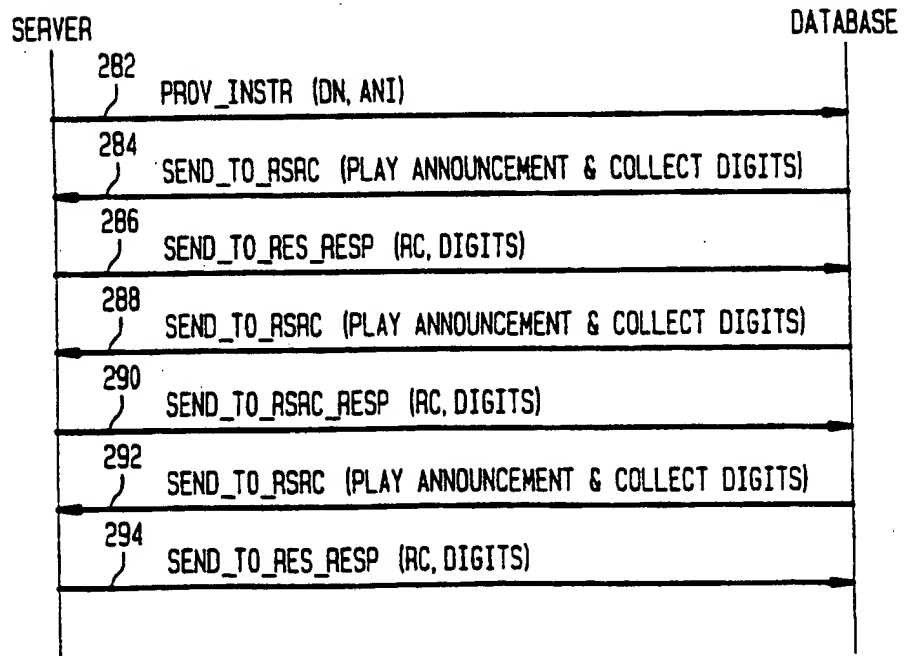 SERVER
DATABASE
282
PROV_INSTR (DN, ANI)
284
SEND_TO_RSRC (PLAY ANNOUNCEMENT & COLLECT DIGITS)
286
SEND_TO_RES_RESP (RC, DIGITS)
288
SEND_TO_RSRC (PLAY ANNOUNCEMENT & COLLECT DIGITS)
290
SEND_TO_RSRC_RESP (RC, DIGITS)
292
SEND_TO_RSRC (PLAY ANNOUNCEMENT & COLLECT DIGITS)
294
SEND_TO_RES_RESP (RC, DIGITS)